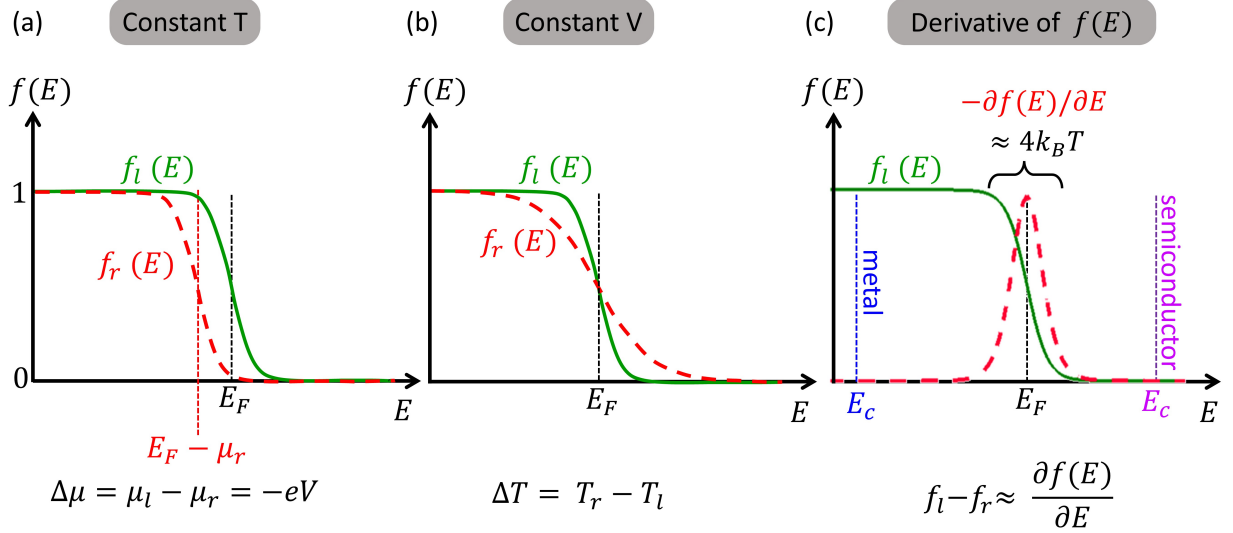 (a) Constant T
f(E)
f_l (E)
1
f_r (E)
0
E_F
E
E_F − μ_r
Δμ = μ_l − μ_r = −eV
(b) Constant V
f(E)
f_l (E)
f_r (E)
E_F
E
ΔT = T_r − T_l
(c) Derivative of f(E)
f(E)
−∂f(E)/∂E
≈ 4k_BT
f_l (E)
metal
semiconductor
E_c
E_F
E_c
E
f_l−f_r≈ ∂f(E)
∂E